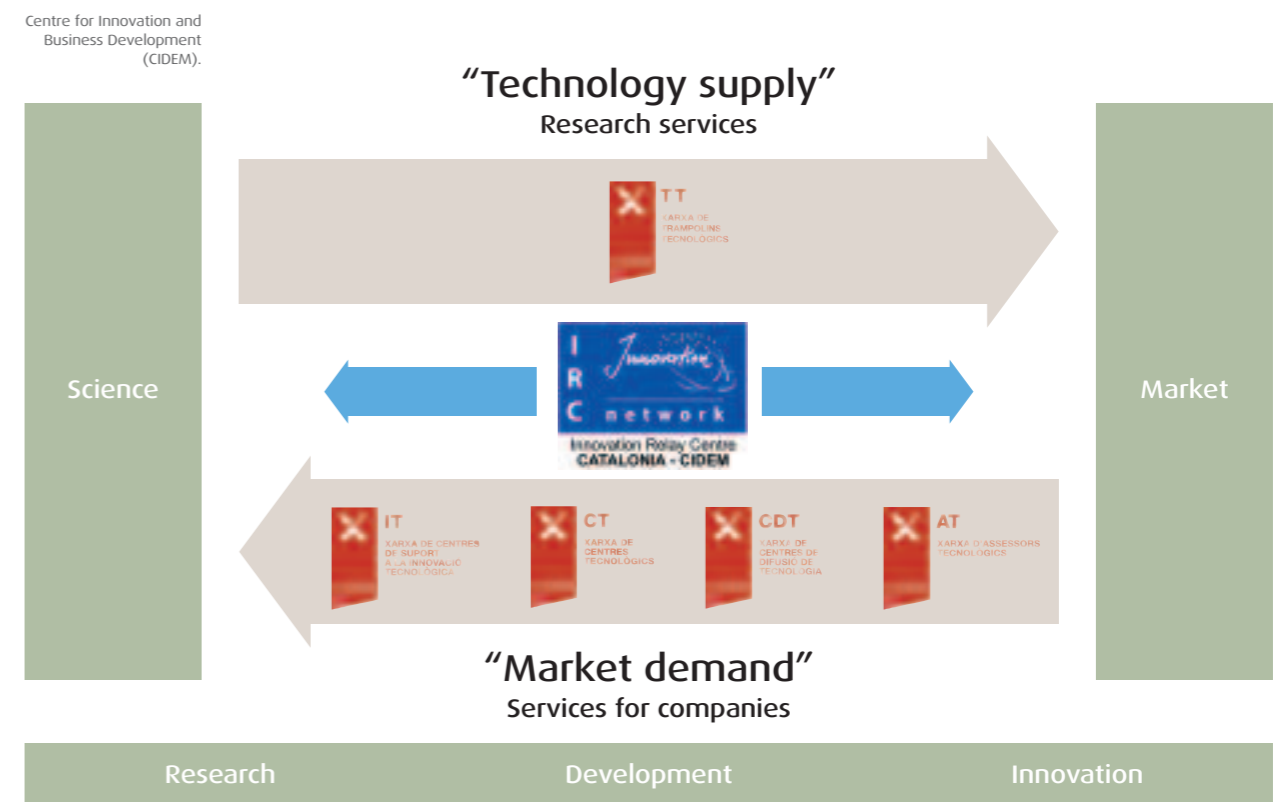 Centre for Innovation and
Business Development
(CIDEM).
“Technology supply”
Research services
TT
XARXA DE
TRAMPOLINS
TECNOLÒGICS
Science
Market
I
R
C
Innovation
network
Innovation Relay Centre
CATALONIA - CIDEM
IT
XARXA DE CENTRES
DE SUPORT
A LA INNOVACIÓ
TECNOLÒGICA
CT
XARXA DE
CENTRES
TECNOLÒGICS
CDT
XARXA DE
CENTRES DE
DIFUSIÓ DE
TECNOLOGIA
AT
XARXA D'ASSESSORS
TECNOLÒGICS
“Market demand”
Services for companies
Research
Development
Innovation